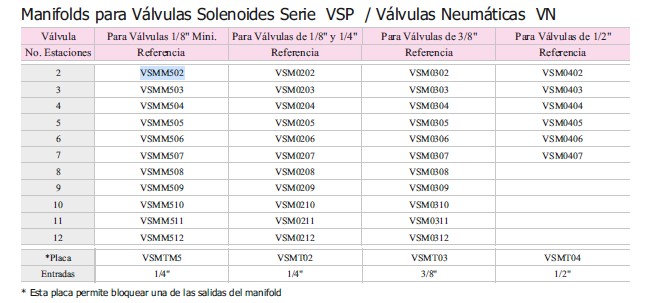 Manifolds para Válvulas Solenoides Serie VSP / Válvulas Neumáticas VN
Válvula Para Válvulas 1/8" Mini. Para Válvulas de 1/8" y 1/4" Para Válvulas de 3/8" Para Válvulas de 1/2"
No. Estaciones Referencia Referencia Referencia Referencia
2 VSMM502 VSM0202 VSM0302 VSM0402
3 VSMM503 VSM0203 VSM0303 VSM0403
4 VSMM504 VSM0204 VSM0304 VSM0404
5 VSMM505 VSM0205 VSM0305 VSM0405
6 VSMM506 VSM0206 VSM0306 VSM0406
7 VSMM507 VSM0207 VSM0307 VSM0407
8 VSMM508 VSM0208 VSM0308
9 VSMM509 VSM0209 VSM0309
10 VSMM510 VSM0210 VSM0310
11 VSMM511 VSM0211 VSM0311
12 VSMM512 VSM0212 VSM0312
*Placa VSMTM5 VSMT02 VSMT03 VSMT04
Entradas 1/4" 1/4" 3/8" 1/2"
* Esta placa permite bloquear una de las salidas del manifold